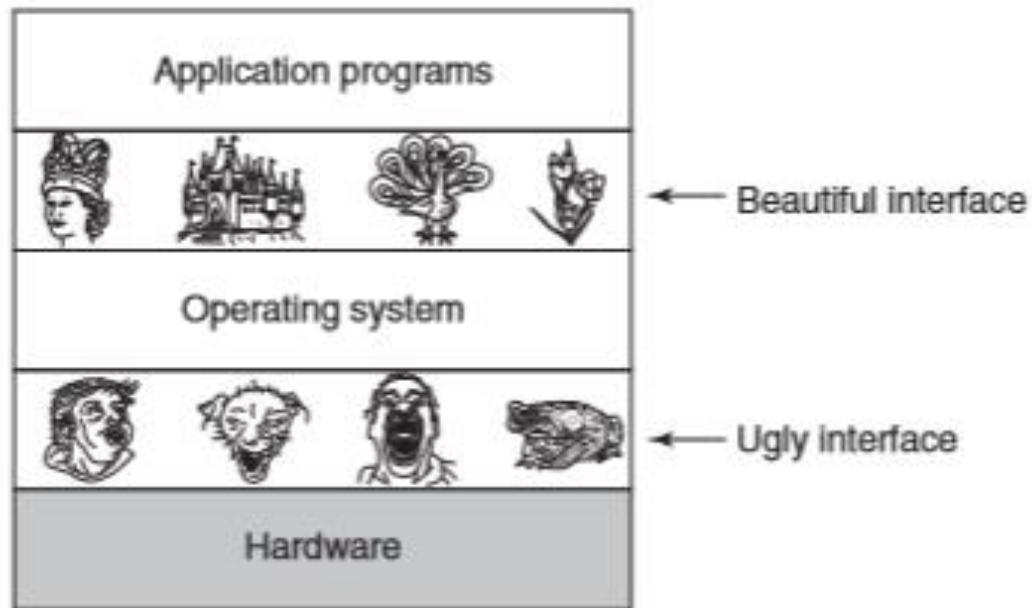 Application programs
Beautiful interface
Operating system
Ugly interface
Hardware